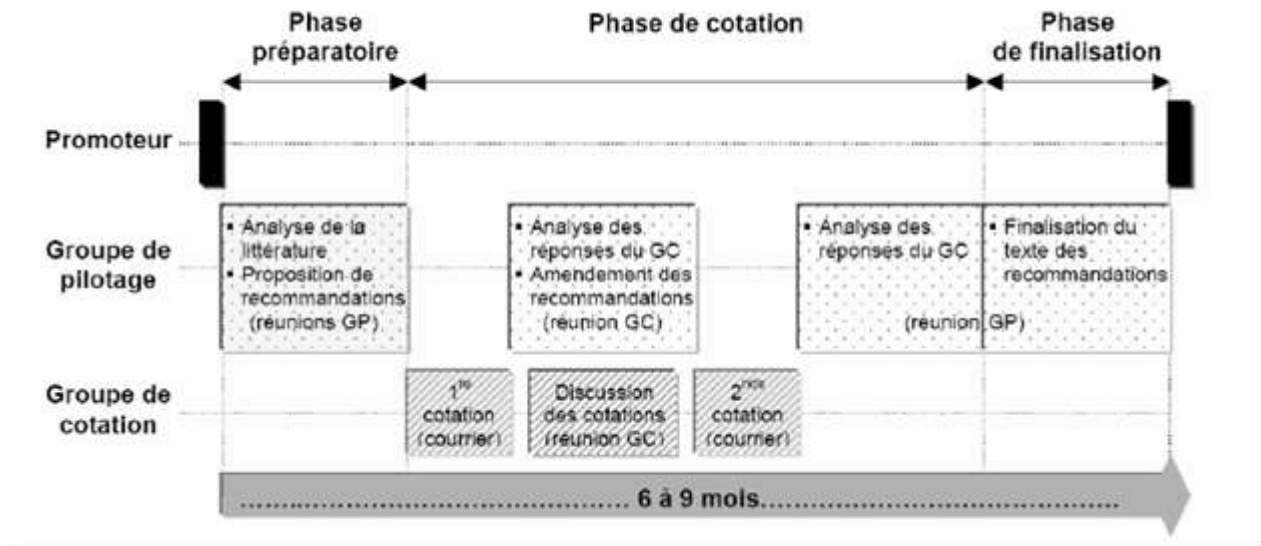 Phase
préparatoire
Phase de cotation
Phase
de finalisation
Promoteur
Groupe de
pilotage
▪ Analyse de la
littérature
▪ Proposition de
recommandations
(réunions GP)
▪ Analyse des
réponses du GC
▪ Amendement des
recommandations
(réunion GC)
▪ Analyse des
réponses du GC
▪ Finalisation du
texte des
recommandations
(réunion GP)
Groupe de
cotation
1re
cotation
(courrier)
Discussion
des cotations
(réunion GC)
2nde
cotation
(courrier)
6 à 9 mois